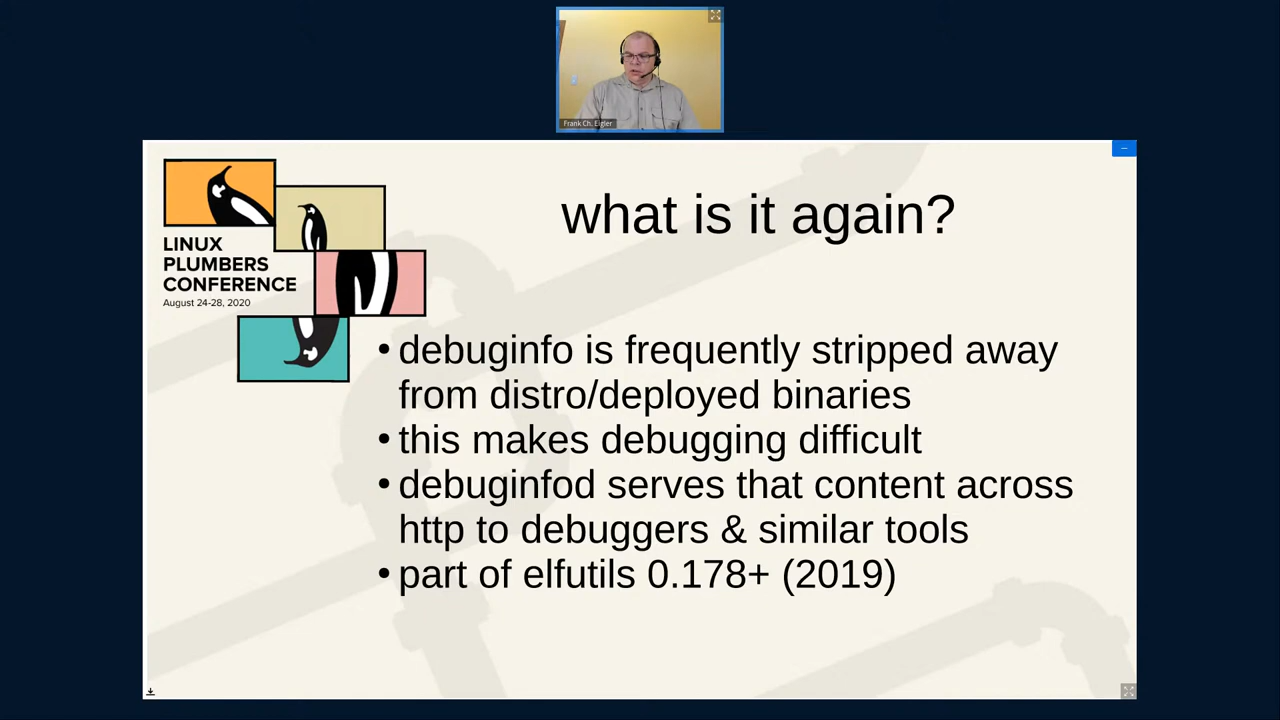 Frank Ch. Eigler
what is it again?
LINUX
PLUMBERS
CONFERENCE
August 24-28, 2020
• debuginfo is frequently stripped away
from distro/deployed binaries
• this makes debugging difficult
• debuginfod serves that content across
http to debuggers & similar tools
• part of elfutils 0.178+ (2019)